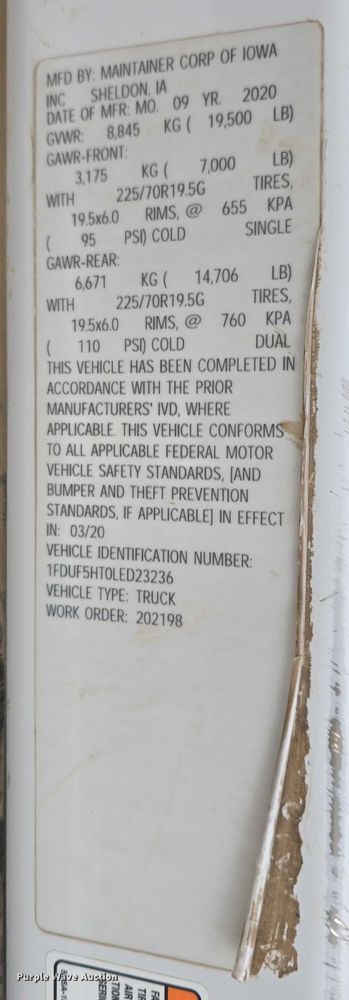 MFD BY: MAINTAINER CORP OF IOWA
INC SHELDON, IA
DATE OF MFR: MO. 09 YR. 2020
GVWR: 8,845 KG ( 19,500 LB)
GAWR-FRONT:
3,175 KG ( 7,000 LB)
WITH 225/70R19.5G TIRES,
19.5x6.0 RIMS, @ 655 KPA
( 95 PSI) COLD SINGLE
GAWR-REAR:
6,671 KG ( 14,706 LB)
WITH 225/70R19.5G TIRES,
19.5x6.0 RIMS, @ 760 KPA
( 110 PSI) COLD DUAL
THIS VEHICLE HAS BEEN COMPLETED IN
ACCORDANCE WITH THE PRIOR
MANUFACTURERS' IVD, WHERE
APPLICABLE. THIS VEHICLE CONFORMS
TO ALL APPLICABLE FEDERAL MOTOR
VEHICLE SAFETY STANDARDS, [AND
BUMPER AND THEFT PREVENTION
STANDARDS, IF APPLICABLE] IN EFFECT
IN: 03/20
VEHICLE IDENTIFICATION NUMBER:
1FDUF5HT0LED23236
VEHICLE TYPE: TRUCK
WORK ORDER: 202198
Purple Wave Auction